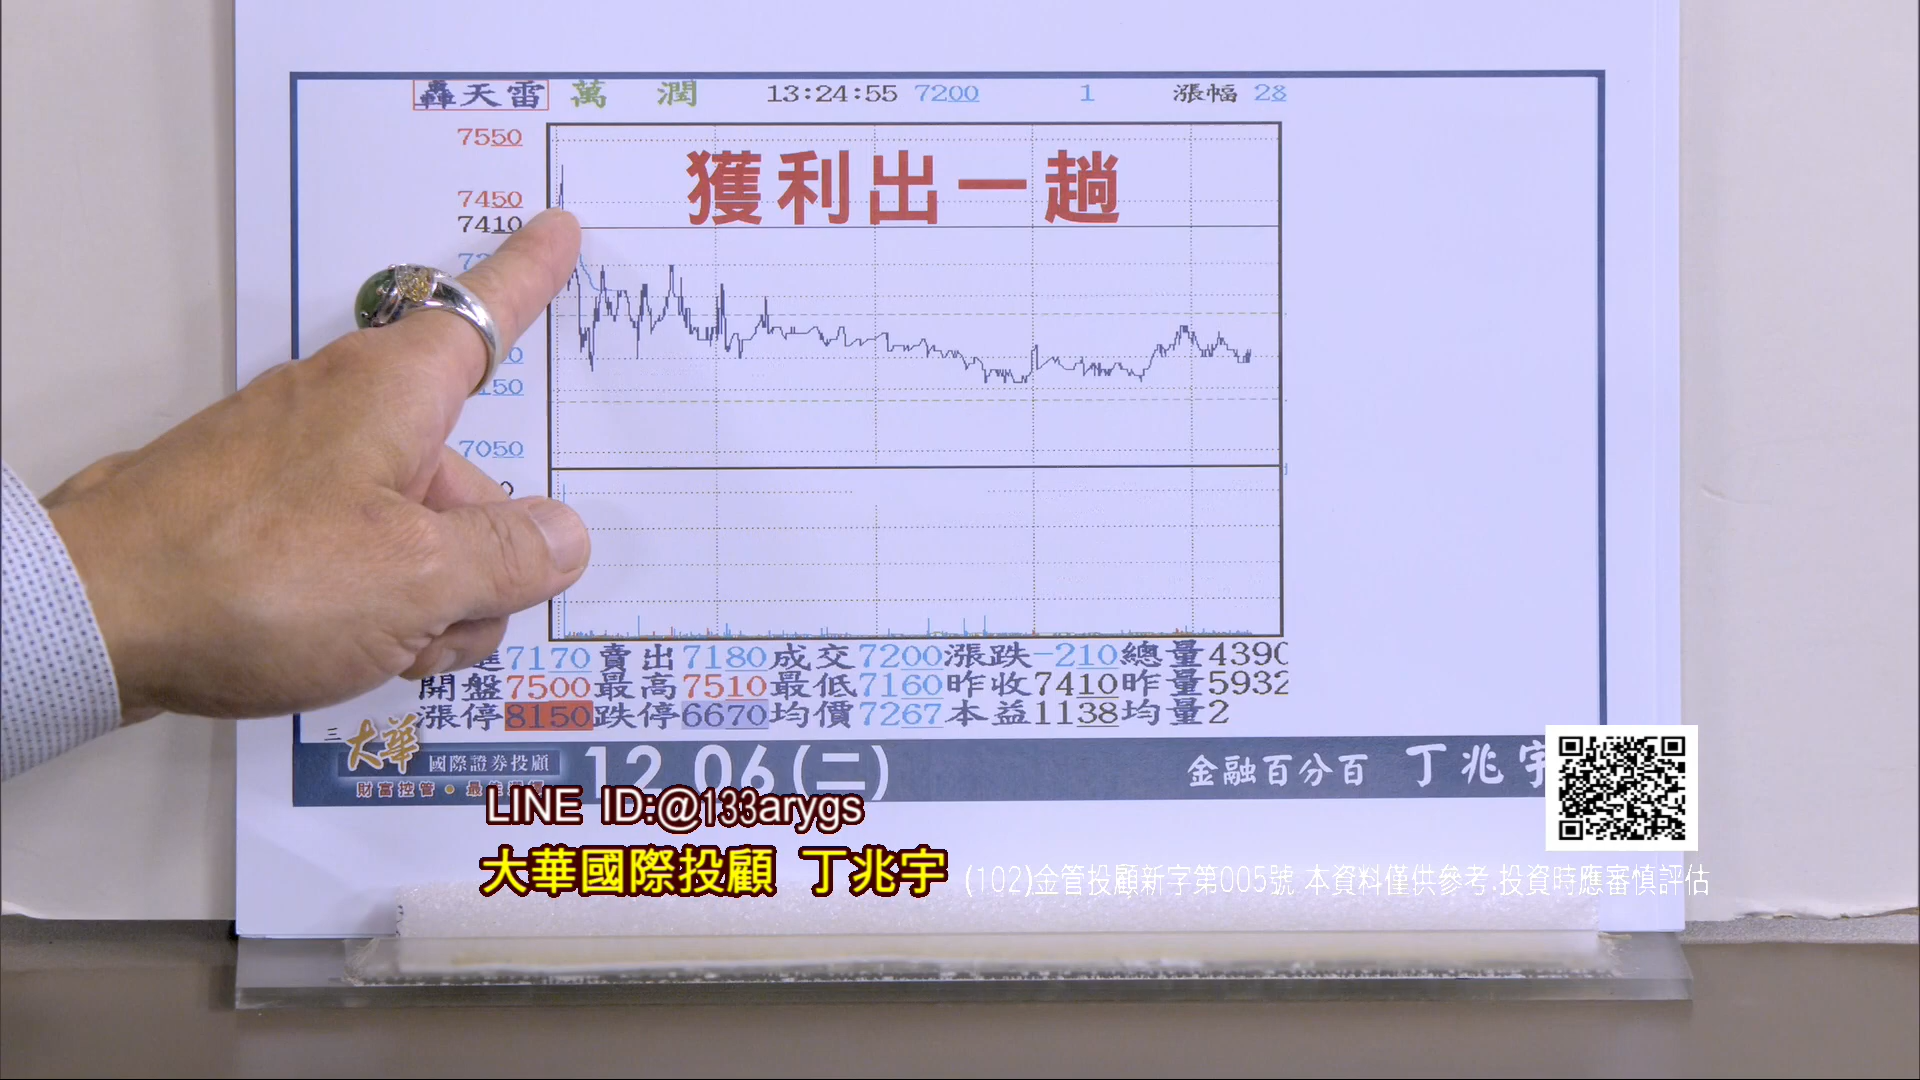 轟天雷 萬 潤 13:24:55 7200 1 漲幅 28
7550
獲利出一趟
7450
7410
7050
7170 賣出 7180 成交 7200 漲跌 -210 總量 4390
開盤 7500 最高 7510 最低 7160 昨收 7410 昨量 5932
漲停 8150 跌停 6670 均價 7267 本益 1138 均量 2
大華 國際證券投顧
財富控管
12 06(二)
金融百分百 丁兆宇
LINE ID:@133arygs
大華國際投顧 丁兆宇 (102)金管投顧新字第005號.本資料僅供參考.投資時應審慎評估